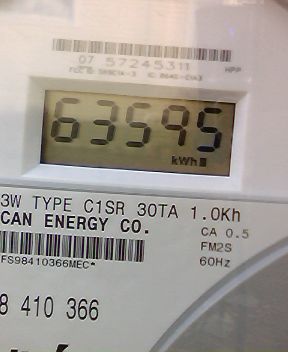 07 57245311
HPP
63595
kWh
3W TYPE C1SR 30TA 1.0Kh
CAN ENERGY CO.
CA 0.5
FM2S
60Hz
FS98410366MEC*
8 410 366